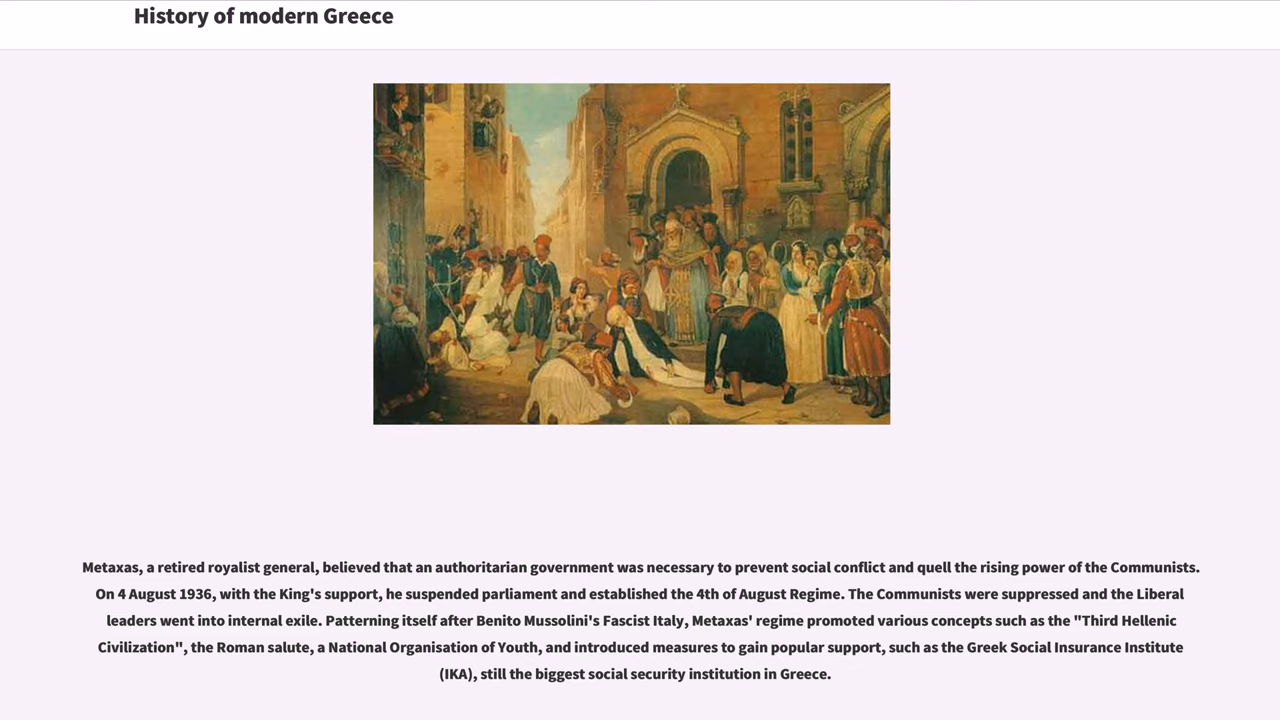 History of modern Greece
Metaxas, a retired royalist general, believed that an authoritarian government was necessary to prevent social conflict and quell the rising power of the Communists.
On 4 August 1936, with the King's support, he suspended parliament and established the 4th of August Regime. The Communists were suppressed and the Liberal
leaders went into internal exile. Patterning itself after Benito Mussolini's Fascist Italy, Metaxas' regime promoted various concepts such as the "Third Hellenic
Civilization", the Roman salute, a National Organisation of Youth, and introduced measures to gain popular support, such as the Greek Social Insurance Institute
(IKA), still the biggest social security institution in Greece.